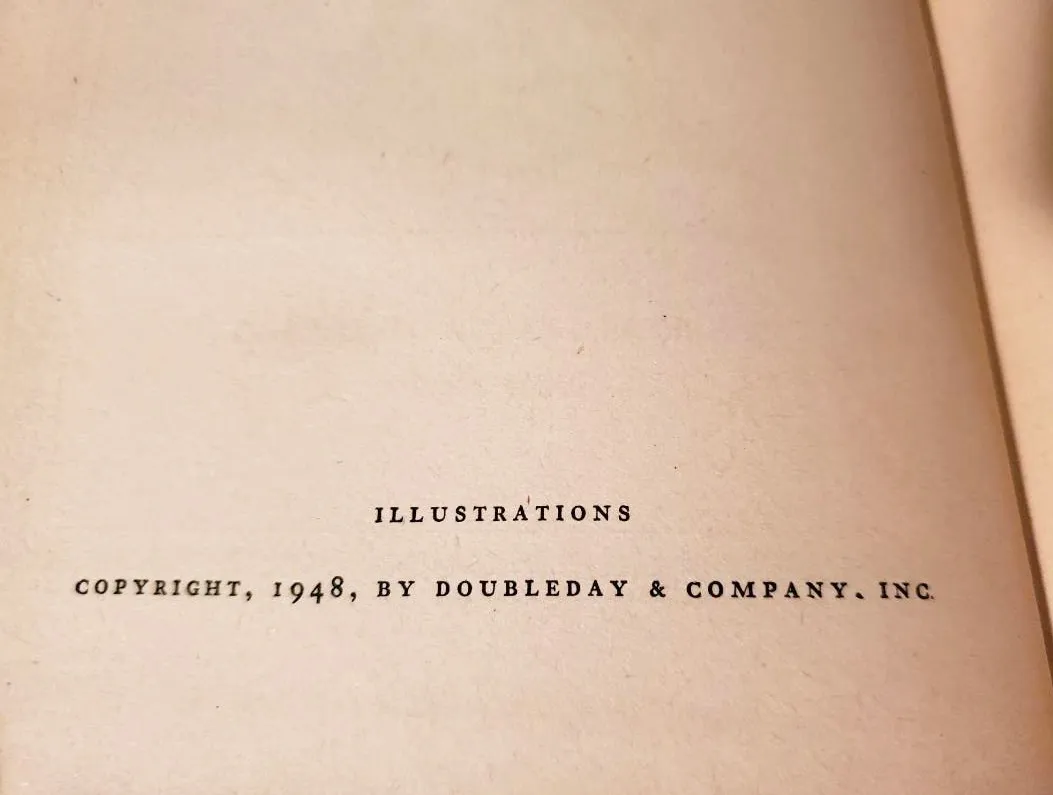 ILLUSTRATIONS
COPYRIGHT, 1948, BY DOUBLEDAY & COMPANY. INC.